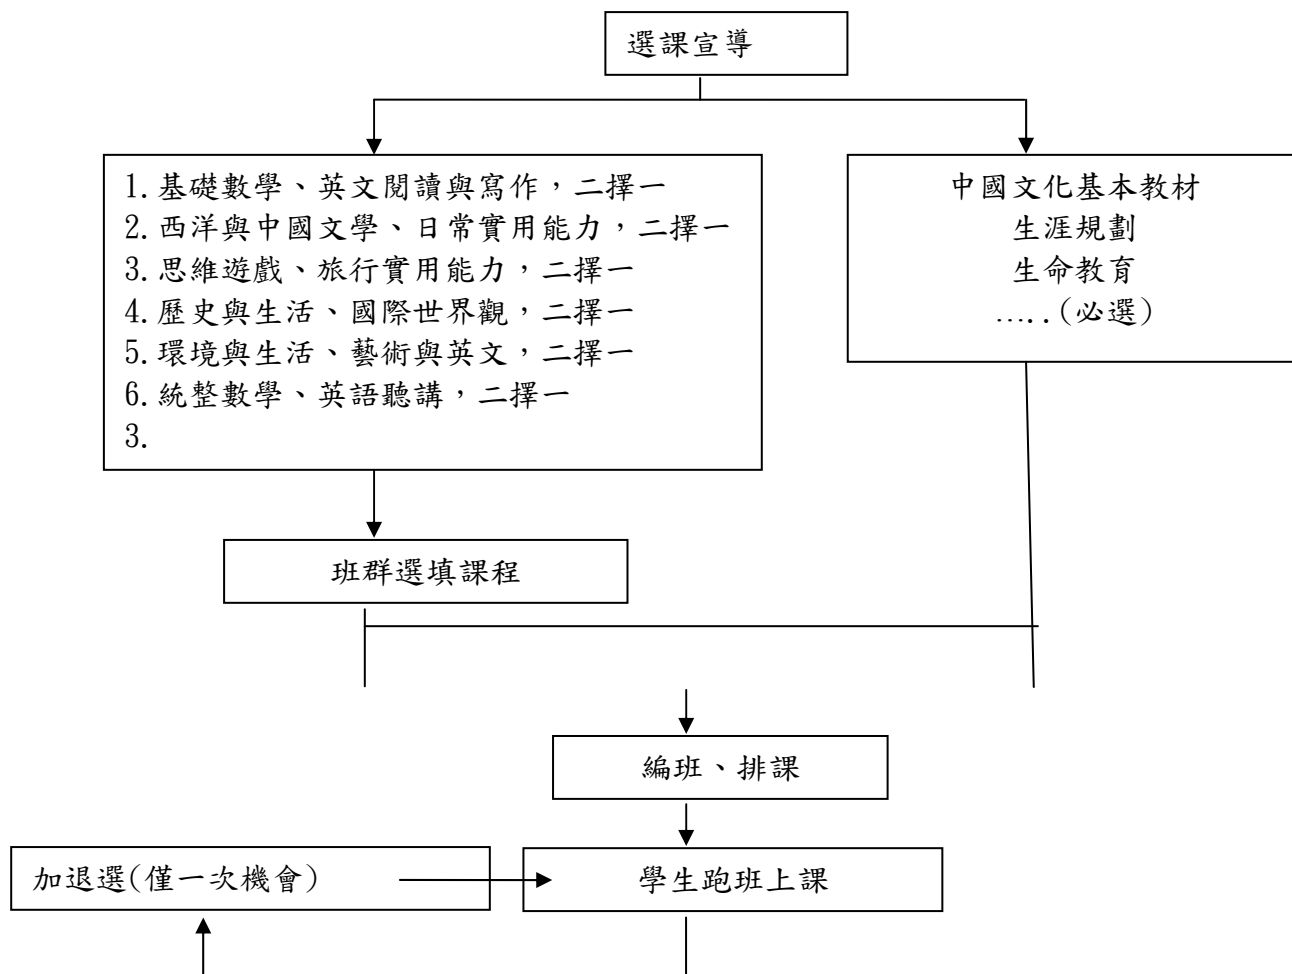 選課宣導
1.基礎數學、英文閱讀與寫作，二擇一
2.西洋與中國文學、日常實用能力，二擇一
3.思維遊戲、旅行實用能力，二擇一
4.歷史與生活、國際世界觀，二擇一
5.環境與生活、藝術與英文，二擇一
6.統整數學、英語聽講，二擇一
3.
中國文化基本教材
生涯規劃
生命教育
…..(必選)
班群選填課程
編班、排課
加退選(僅一次機會)
學生跑班上課